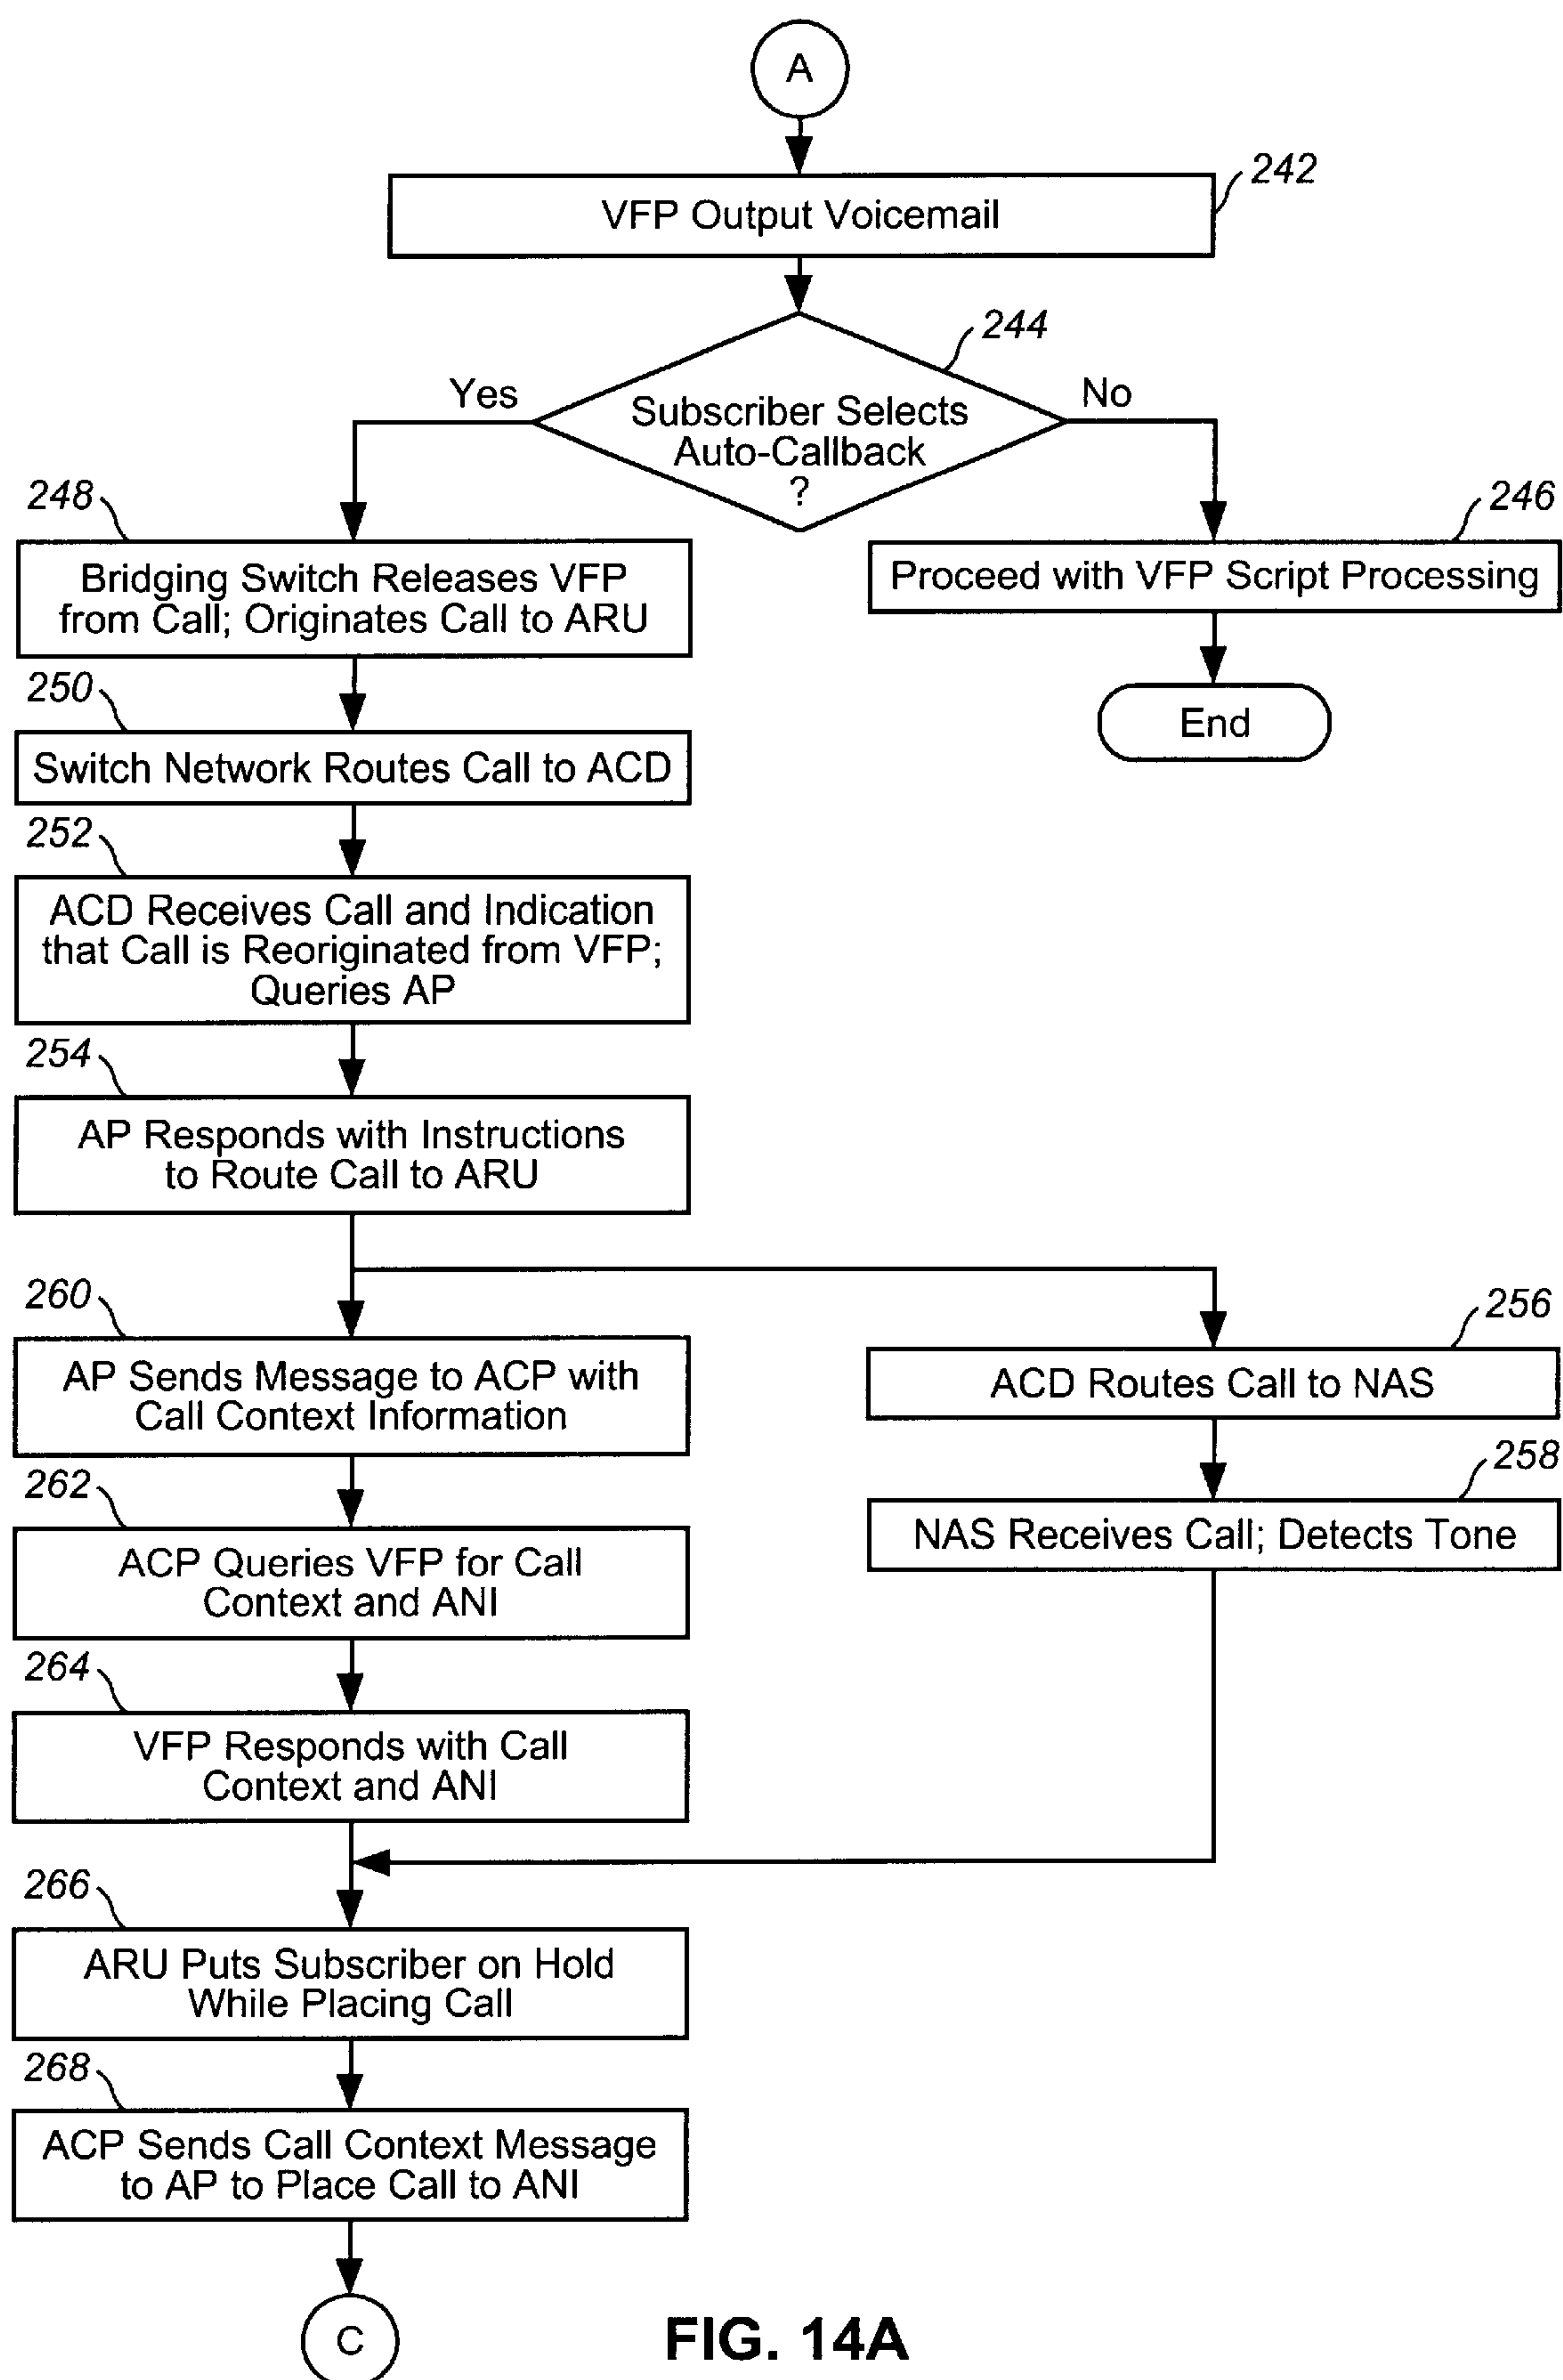 A
242
VFP Output Voicemail
244
Yes
No
Subscriber Selects
Auto-Callback
?
248
246
Bridging Switch Releases VFP
from Call; Originates Call to ARU
Proceed with VFP Script Processing
250
End
Switch Network Routes Call to ACD
252
ACD Receives Call and Indication
that Call is Reoriginated from VFP;
Queries AP
254
AP Responds with Instructions
to Route Call to ARU
260
256
AP Sends Message to ACP with
Call Context Information
ACD Routes Call to NAS
262
258
ACP Queries VFP for Call
Context and ANI
NAS Receives Call; Detects Tone
264
VFP Responds with Call
Context and ANI
266
ARU Puts Subscriber on Hold
While Placing Call
268
ACP Sends Call Context Message
to AP to Place Call to ANI
C
FIG. 14A